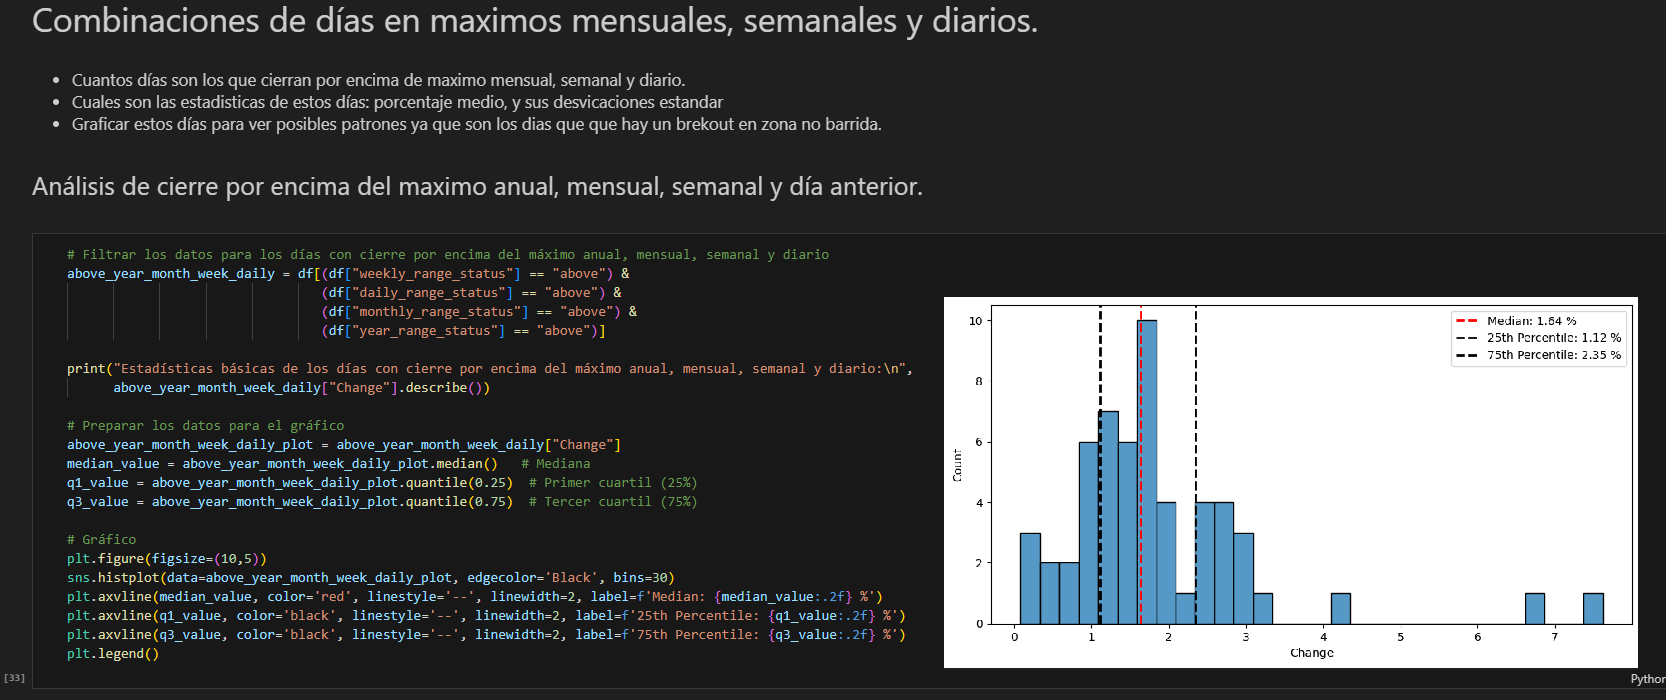 Combinaciones de días en maximos mensuales, semanales y diarios.
• Cuantos días son los que cierran por encima de maximo mensual, semanal y diario.
• Cuales son las estadisticas de estos días: porcentaje medio, y sus desvicaciones estandar
• Graficar estos días para ver posibles patrones ya que son los dias que que hay un brekout en zona no barrida.
Análisis de cierre por encima del maximo anual, mensual, semanal y día anterior.
# Filtrar los datos para los días con cierre por encima del máximo anual, mensual, semanal y diario
above_year_month_week_daily = df[(df["weekly_range_status"] == "above") &
(df["daily_range_status"] == "above") &
(df["monthly_range_status"] == "above") &
(df["year_range_status"] == "above")]
print("Estadísticas básicas de los días con cierre por encima del máximo anual, mensual, semanal y diario:\n",
above_year_month_week_daily["Change"].describe())
# Preparar los datos para el gráfico
above_year_month_week_daily_plot = above_year_month_week_daily["Change"]
median_value = above_year_month_week_daily_plot.median()   # Mediana
q1_value = above_year_month_week_daily_plot.quantile(0.25)  # Primer cuartil (25%)
q3_value = above_year_month_week_daily_plot.quantile(0.75)  # Tercer cuartil (75%)
# Gráfico
plt.figure(figsize=(10,5))
sns.histplot(data=above_year_month_week_daily_plot, edgecolor='Black', bins=30)
plt.axvline(median_value, color='red', linestyle='--', linewidth=2, label=f'Median: {median_value:.2f} %')
plt.axvline(q1_value, color='black', linestyle='--', linewidth=2, label=f'25th Percentile: {q1_value:.2f} %')
plt.axvline(q3_value, color='black', linestyle='--', linewidth=2, label=f'75th Percentile: {q3_value:.2f} %')
plt.legend()
[33]
Median: 1.64 %
25th Percentile: 1.12 %
75th Percentile: 2.35 %
10
8
6
4
2
0
Count
0 1 2 3 4 5 6 7
Change
Python